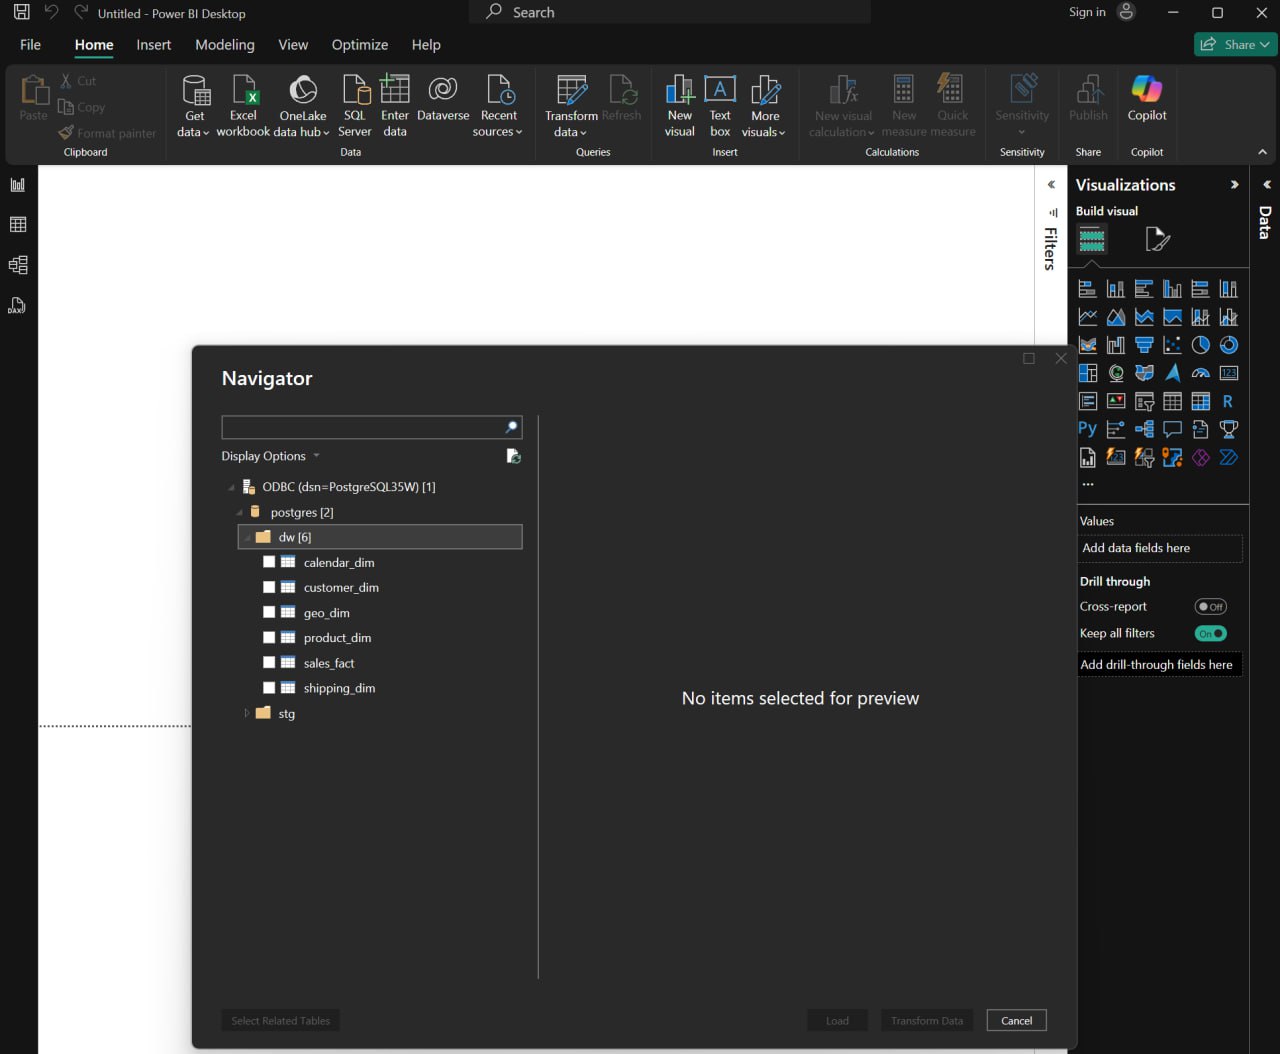 Untitled - Power BI Desktop
Search
Sign in
File Home Insert Modeling View Optimize Help
Share
Paste
Cut
Copy
Format painter
Clipboard
Get data
Excel workbook
OneLake data hub
SQL Server
Enter data
Dataverse
Recent sources
Data
Transform data
Refresh
Queries
New visual
Text box
More visuals
Insert
New visual calculation
New measure
Quick measure
Calculations
Sensitivity
Sensitivity
Publish
Share
Copilot
Copilot
Filters
Visualizations
Build visual
Data
123
R
Py
123
...
Values
Add data fields here
Drill through
Cross-report
Off
Keep all filters
On
Add drill-through fields here
DAX
Navigator
Display Options
ODBC (dsn=PostgreSQL35W) [1]
postgres [2]
dw [6]
calendar_dim
customer_dim
geo_dim
product_dim
sales_fact
shipping_dim
stg
No items selected for preview
Select Related Tables
Load
Transform Data
Cancel